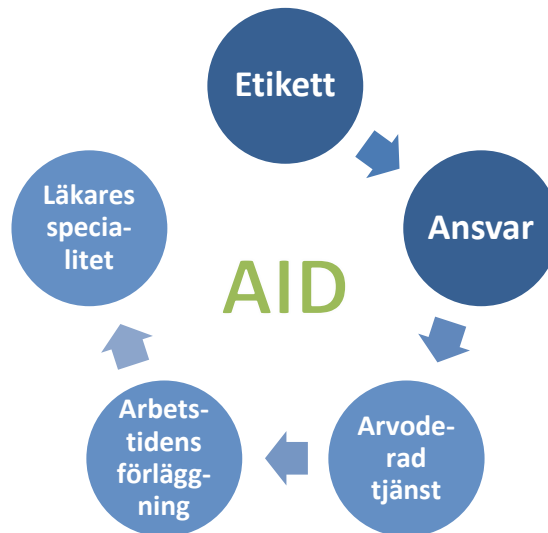 Etikett
Ansvar
Arvode-
rad
tjänst
Arbets-
tidens
förlägg-
ning
Läkares
specia-
litet
AID